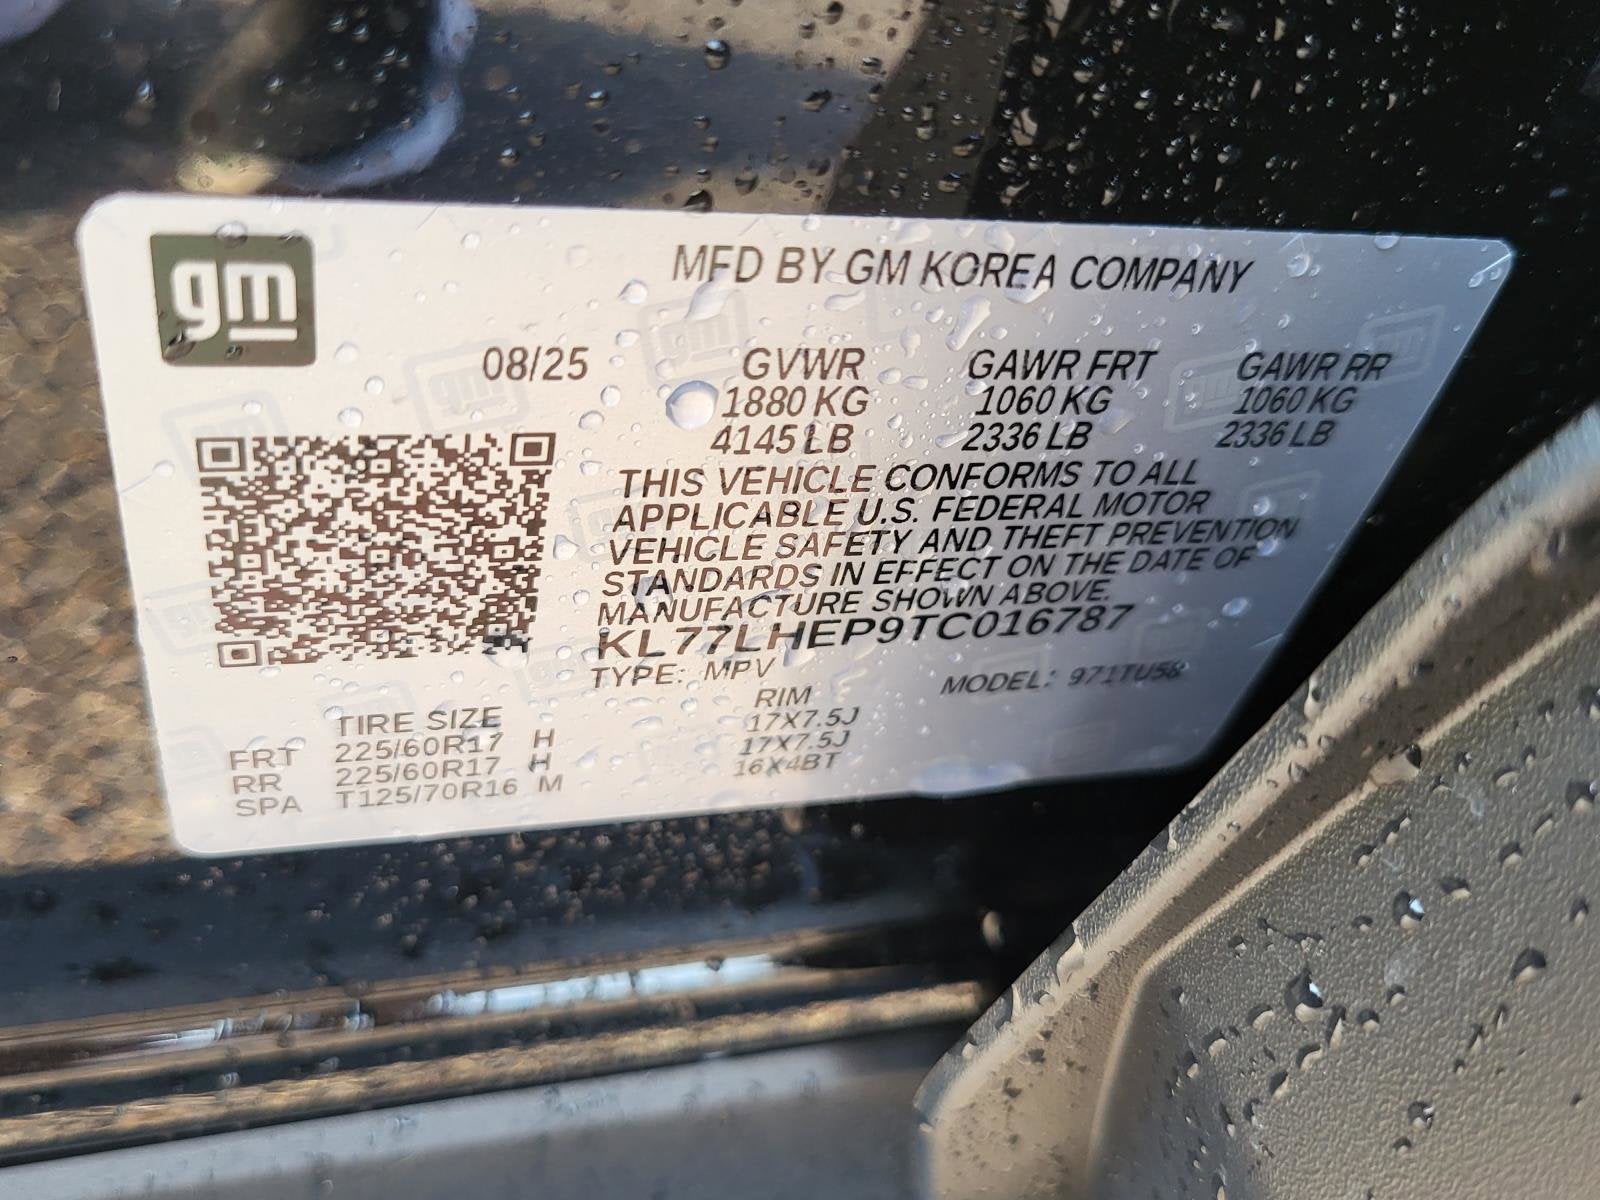 gm
MFD BY GM KOREA COMPANY
08/25 GVWR GAWR FRT GAWR RR
1880 KG 1060 KG 1060 KG
4145 LB 2336 LB 2336 LB
THIS VEHICLE CONFORMS TO ALL
APPLICABLE U.S. FEDERAL MOTOR
VEHICLE SAFETY AND THEFT PREVENTION
STANDARDS IN EFFECT ON THE DATE OF
MANUFACTURE SHOWN ABOVE.
KL77LHEP9TC016787
TYPE: MPV MODEL: 971TU58
TIRE SIZE RIM
FRT 225/60R17 H 17X7.5J
RR 225/60R17 H 17X7.5J
SPA T125/70R16 M 16X4BT